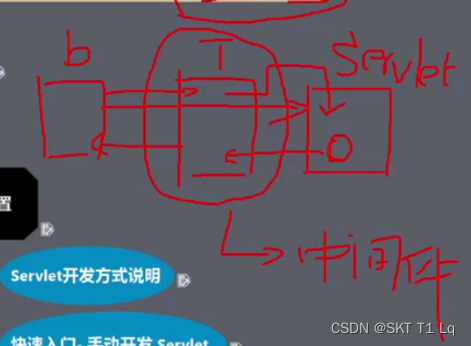 b
T
Servlet
置
中间件
Servlet开发方式说明
快速入门- 手动开发 Servlet
CSDN @SKT T1 Lq